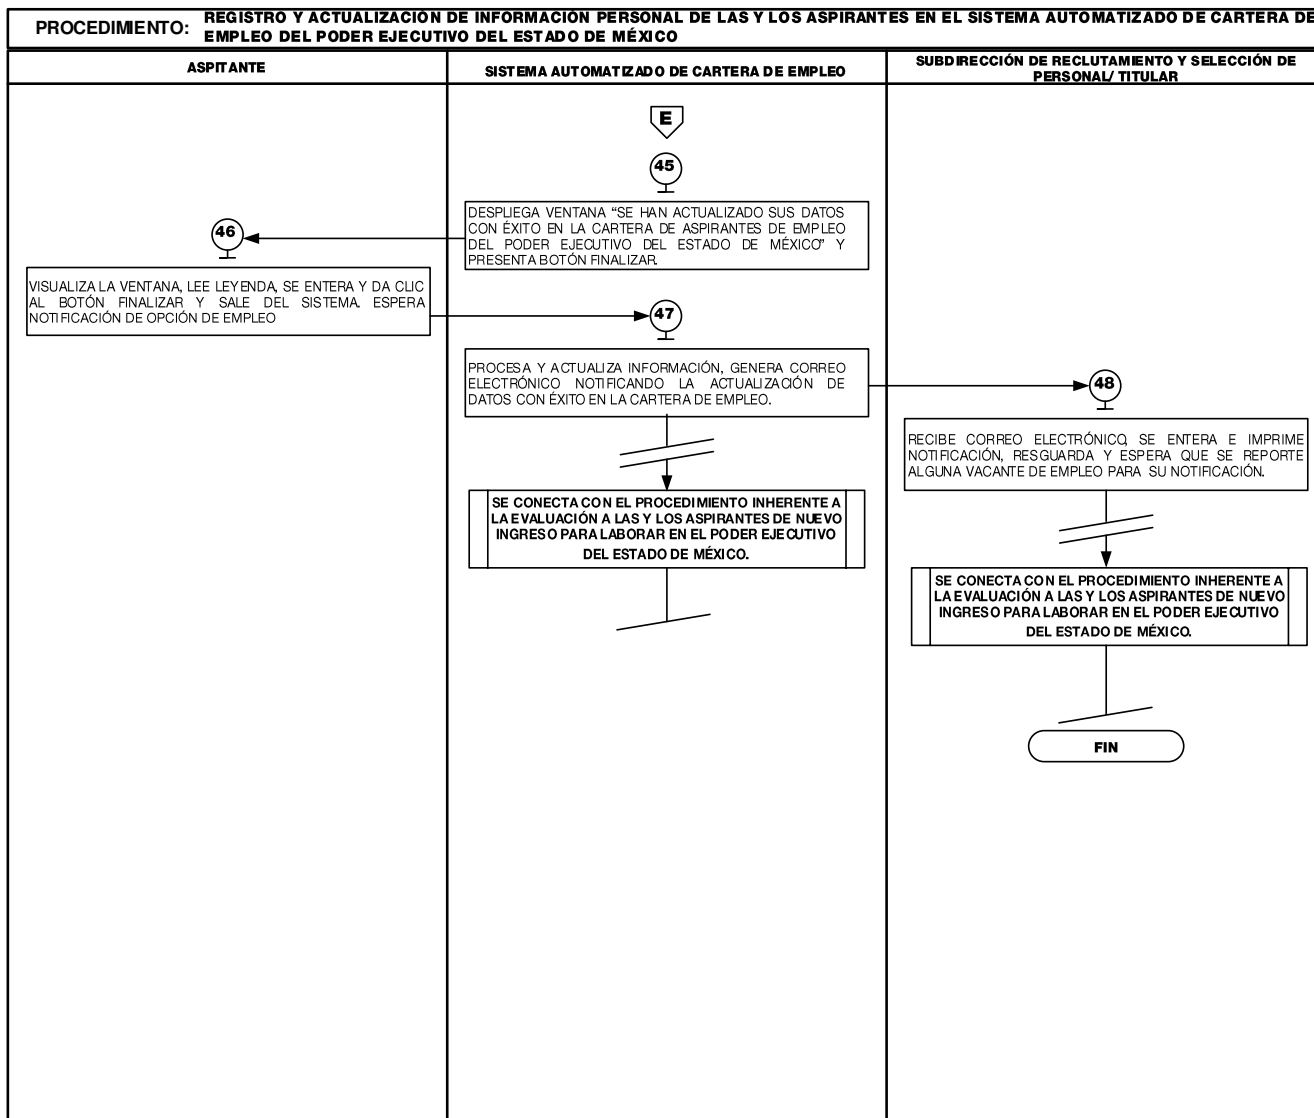 PROCEDIMIENTO:
REGISTRO Y ACTUALIZACIÓN DE INFORMACIÓN PERSONAL DE LAS Y LOS ASPIRANTES EN EL SISTEMA AUTOMATIZADO DE CARTERA DE
EMPLEO DEL PODER EJECUTIVO DEL ESTADO DE MÉXICO
ASPITANTE
SISTEMA AUTOMATIZADO DE CARTERA DE EMPLEO
SUBDIRECCIÓN DE RECLUTAMIENTO Y SELECCIÓN DE
PERSONAL/ TITULAR
E
45
DESPLIEGA VENTANA “SE HAN ACTUALIZADO SUS DATOS
CON ÉXITO EN LA CARTERA DE ASPIRANTES DE EMPLEO
DEL PODER EJECUTIVO DEL ESTADO DE MÉXICO” Y
PRESENTA BOTÓN FINALIZAR.
46
VISUALIZA LA VENTANA, LEE LEYENDA, SE ENTERA Y DA CLIC
AL BOTÓN FINALIZAR Y SALE DEL SISTEMA. ESPERA
NOTIFICACIÓN DE OPCIÓN DE EMPLEO
47
PROCESA Y ACTUALIZA INFORMACIÓN, GENERA CORREO
ELECTRÓNICO NOTIFICANDO LA ACTUALIZACIÓN DE
DATOS CON ÉXITO EN LA CARTERA DE EMPLEO.
48
RECIBE CORREO ELECTRÓNICO, SE ENTERA E IMPRIME
NOTIFICACIÓN, RESGUARDA Y ESPERA QUE SE REPORTE
ALGUNA VACANTE DE EMPLEO PARA SU NOTIFICACIÓN.
SE CONECTA CON EL PROCEDIMIENTO INHERENTE A
LA EVALUACIÓN A LAS Y LOS ASPIRANTES DE NUEVO
INGRESO PARA LABORAR EN EL PODER EJECUTIVO
DEL ESTADO DE MÉXICO.
SE CONECTA CON EL PROCEDIMIENTO INHERENTE A
LA EVALUACIÓN A LAS Y LOS ASPIRANTES DE NUEVO
INGRESO PARA LABORAR EN EL PODER EJECUTIVO
DEL ESTADO DE MÉXICO.
FIN